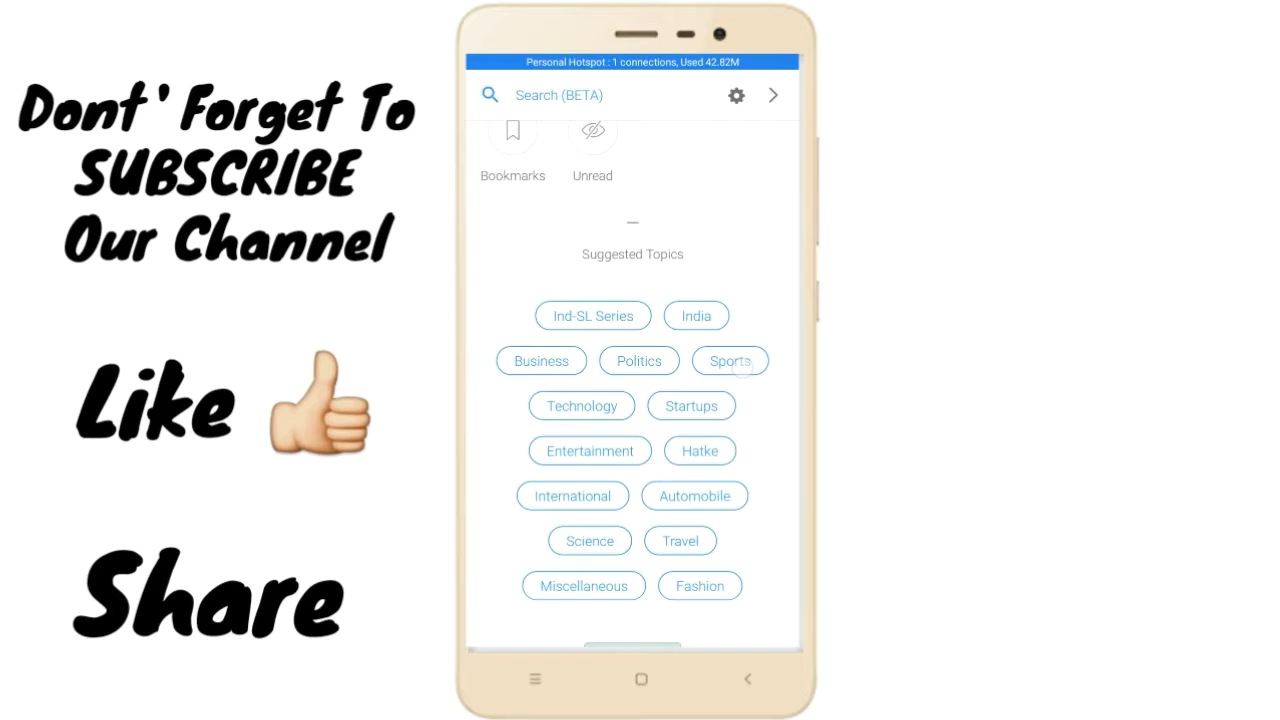 Dont' Forget To
SUBSCRIBE
Our Channel
Like
Share
Personal Hotspot : 1 connections, Used 42.82M
Search (BETA)
Bookmarks Unread
Suggested Topics
Ind-SL Series India
Business Politics Sports
Technology Startups
Entertainment Hatke
International Automobile
Science Travel
Miscellaneous Fashion